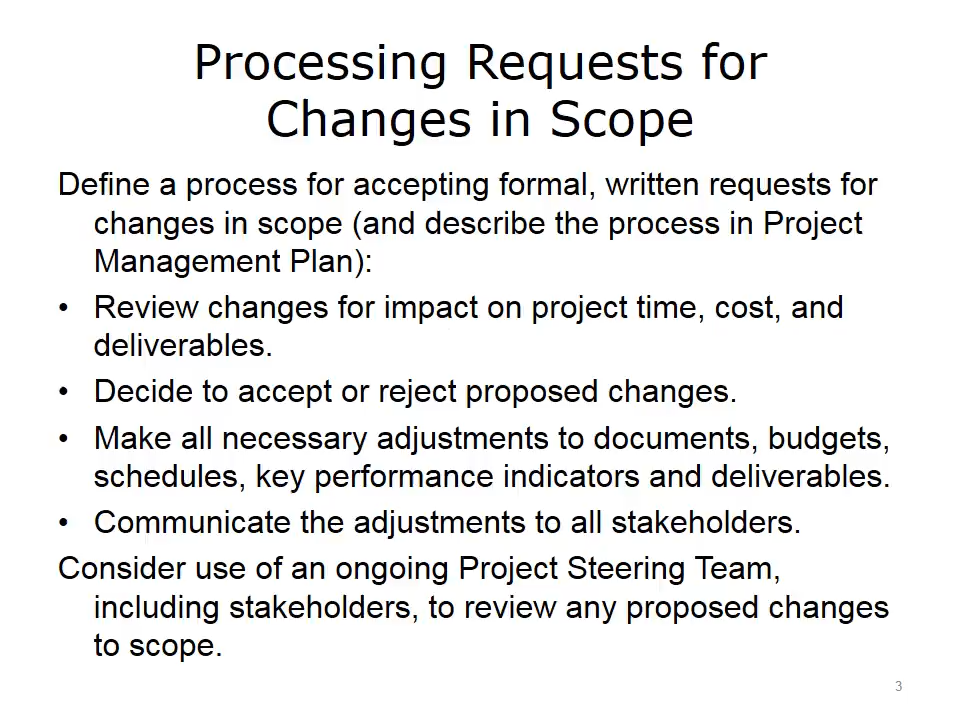 Processing Requests for
Changes in Scope
Define a process for accepting formal, written requests for
changes in scope (and describe the process in Project
Management Plan):
• Review changes for impact on project time, cost, and
deliverables.
• Decide to accept or reject proposed changes.
• Make all necessary adjustments to documents, budgets,
schedules, key performance indicators and deliverables.
• Communicate the adjustments to all stakeholders.
Consider use of an ongoing Project Steering Team,
including stakeholders, to review any proposed changes
to scope.
3